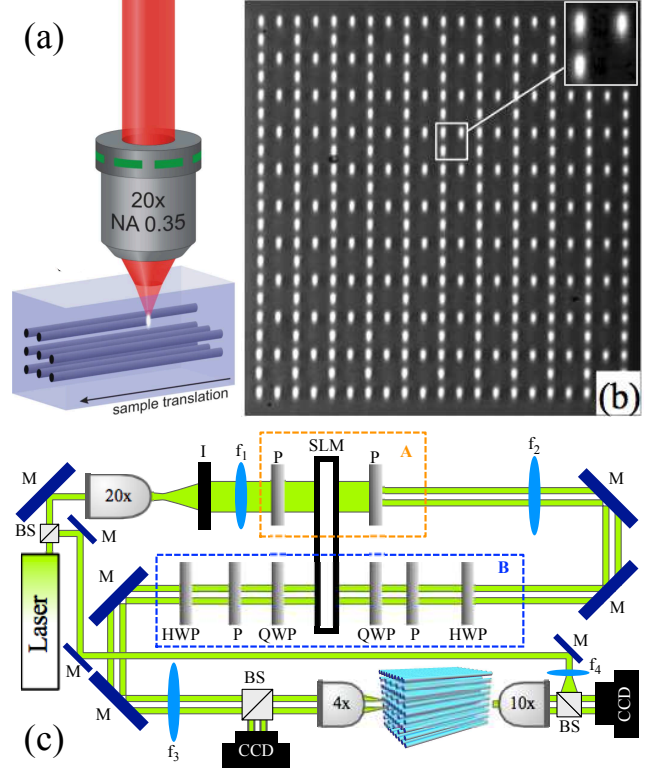 (a)
20x
NA 0.35
sample translation
(b)
I
f1
P
SLM
P
A
f2
M
M
20x
BS
M
M
B
Laser
HWP
P
QWP
QWP
P
HWP
M
M
M
M
f4
BS
4x
10x
BS
CCD
f3
CCD
(c)